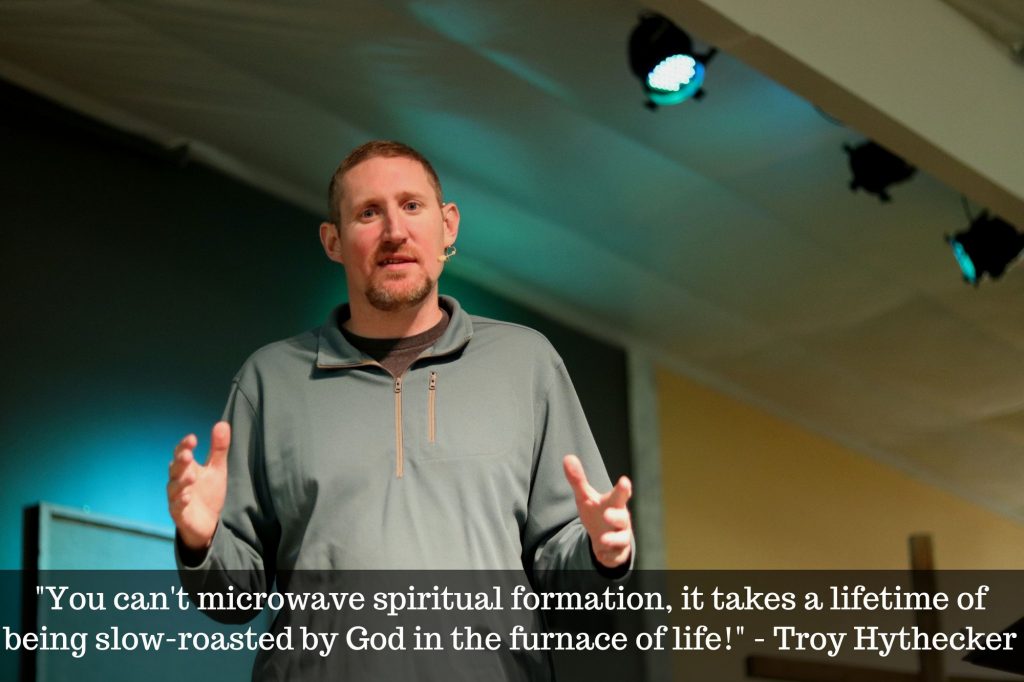 "You can't microwave spiritual formation, it takes a lifetime of
being slow-roasted by God in the furnace of life!" - Troy Hythecker